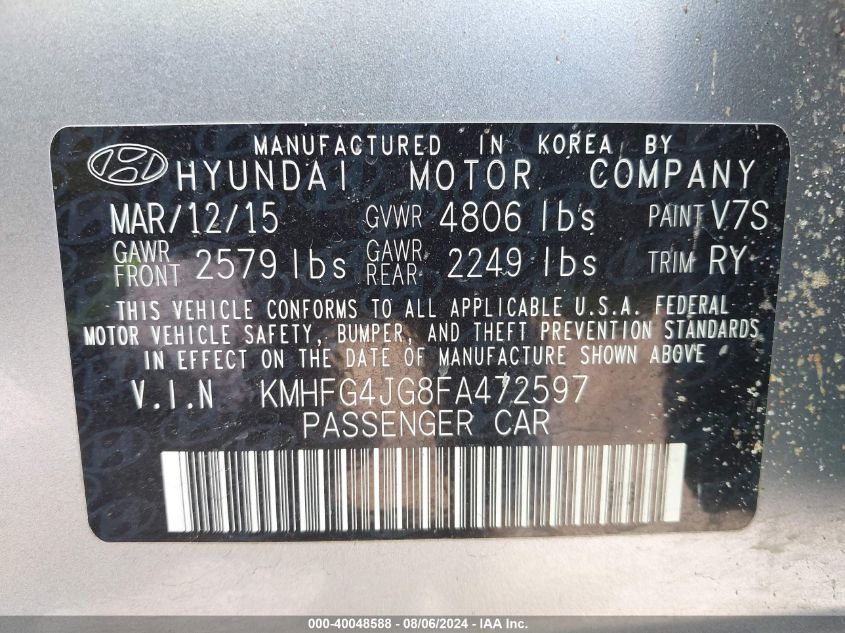 MANUFACTURED IN KOREA BY
HYUNDAI MOTOR COMPANY
MAR/12/15 GVWR 4806 lbs PAINT V7S
GAWR FRONT 2579 lbs GAWR REAR 2249 lbs TRIM RY
THIS VEHICLE CONFORMS TO ALL APPLICABLE U.S.A. FEDERAL
MOTOR VEHICLE SAFETY, BUMPER, AND THEFT PREVENTION STANDARDS
IN EFFECT ON THE DATE OF MANUFACTURE SHOWN ABOVE
V.I.N KMHFG4JG8FA472597
PASSENGER CAR
000-40048588 - 08/06/2024 - IAA Inc.